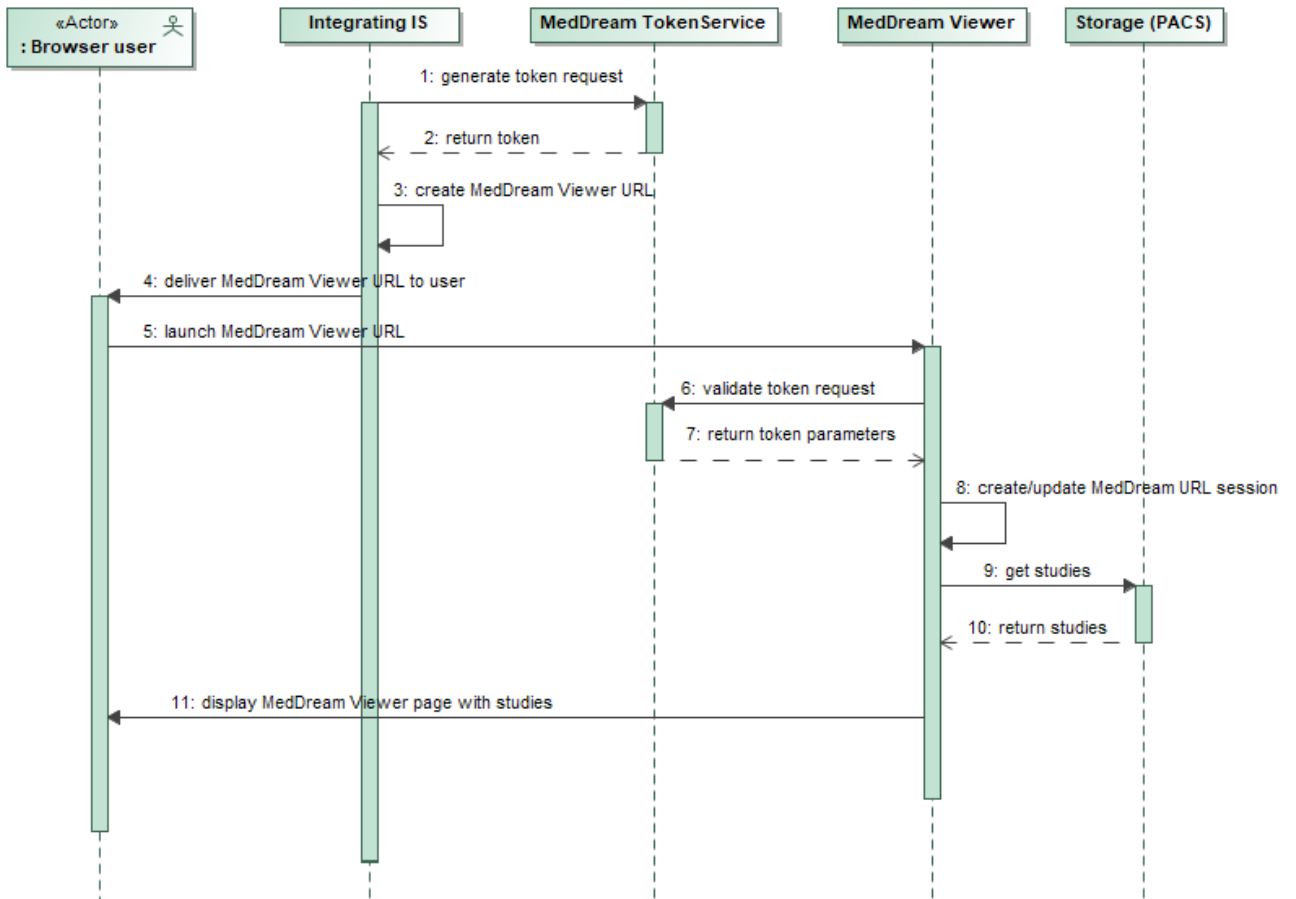 «Actor»
: Browser user
Integrating IS
MedDream TokenService
MedDream Viewer
Storage (PACS)
1: generate token request
2: return token
3: create MedDream Viewer URL
4: deliver MedDream Viewer URL to user
5: launch MedDream Viewer URL
6: validate token request
7: return token parameters
8: create/update MedDream URL session
9: get studies
10: return studies
11: display MedDream Viewer page with studies